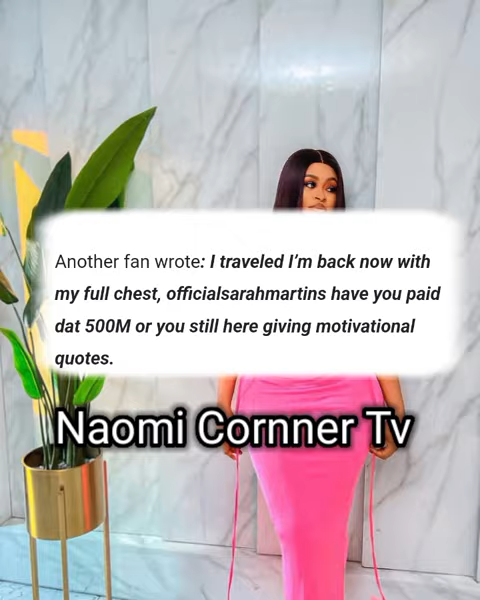 Another fan wrote: I traveled I’m back now with
my full chest, officialsarahmartins have you paid
dat 500M or you still here giving motivational
quotes.
Naomi Cornner Tv